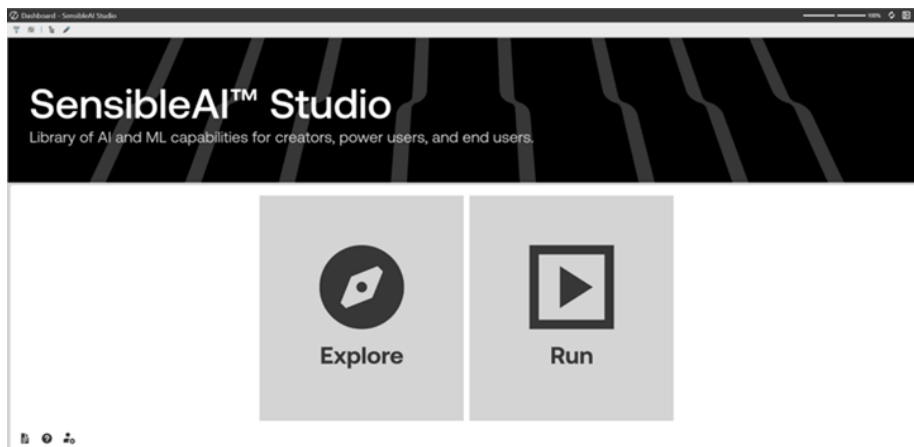 Dashboard - SensibleAI Studio
100%
SensibleAI™ Studio
Library of AI and ML capabilities for creators, power users, and end users.
Explore
Run